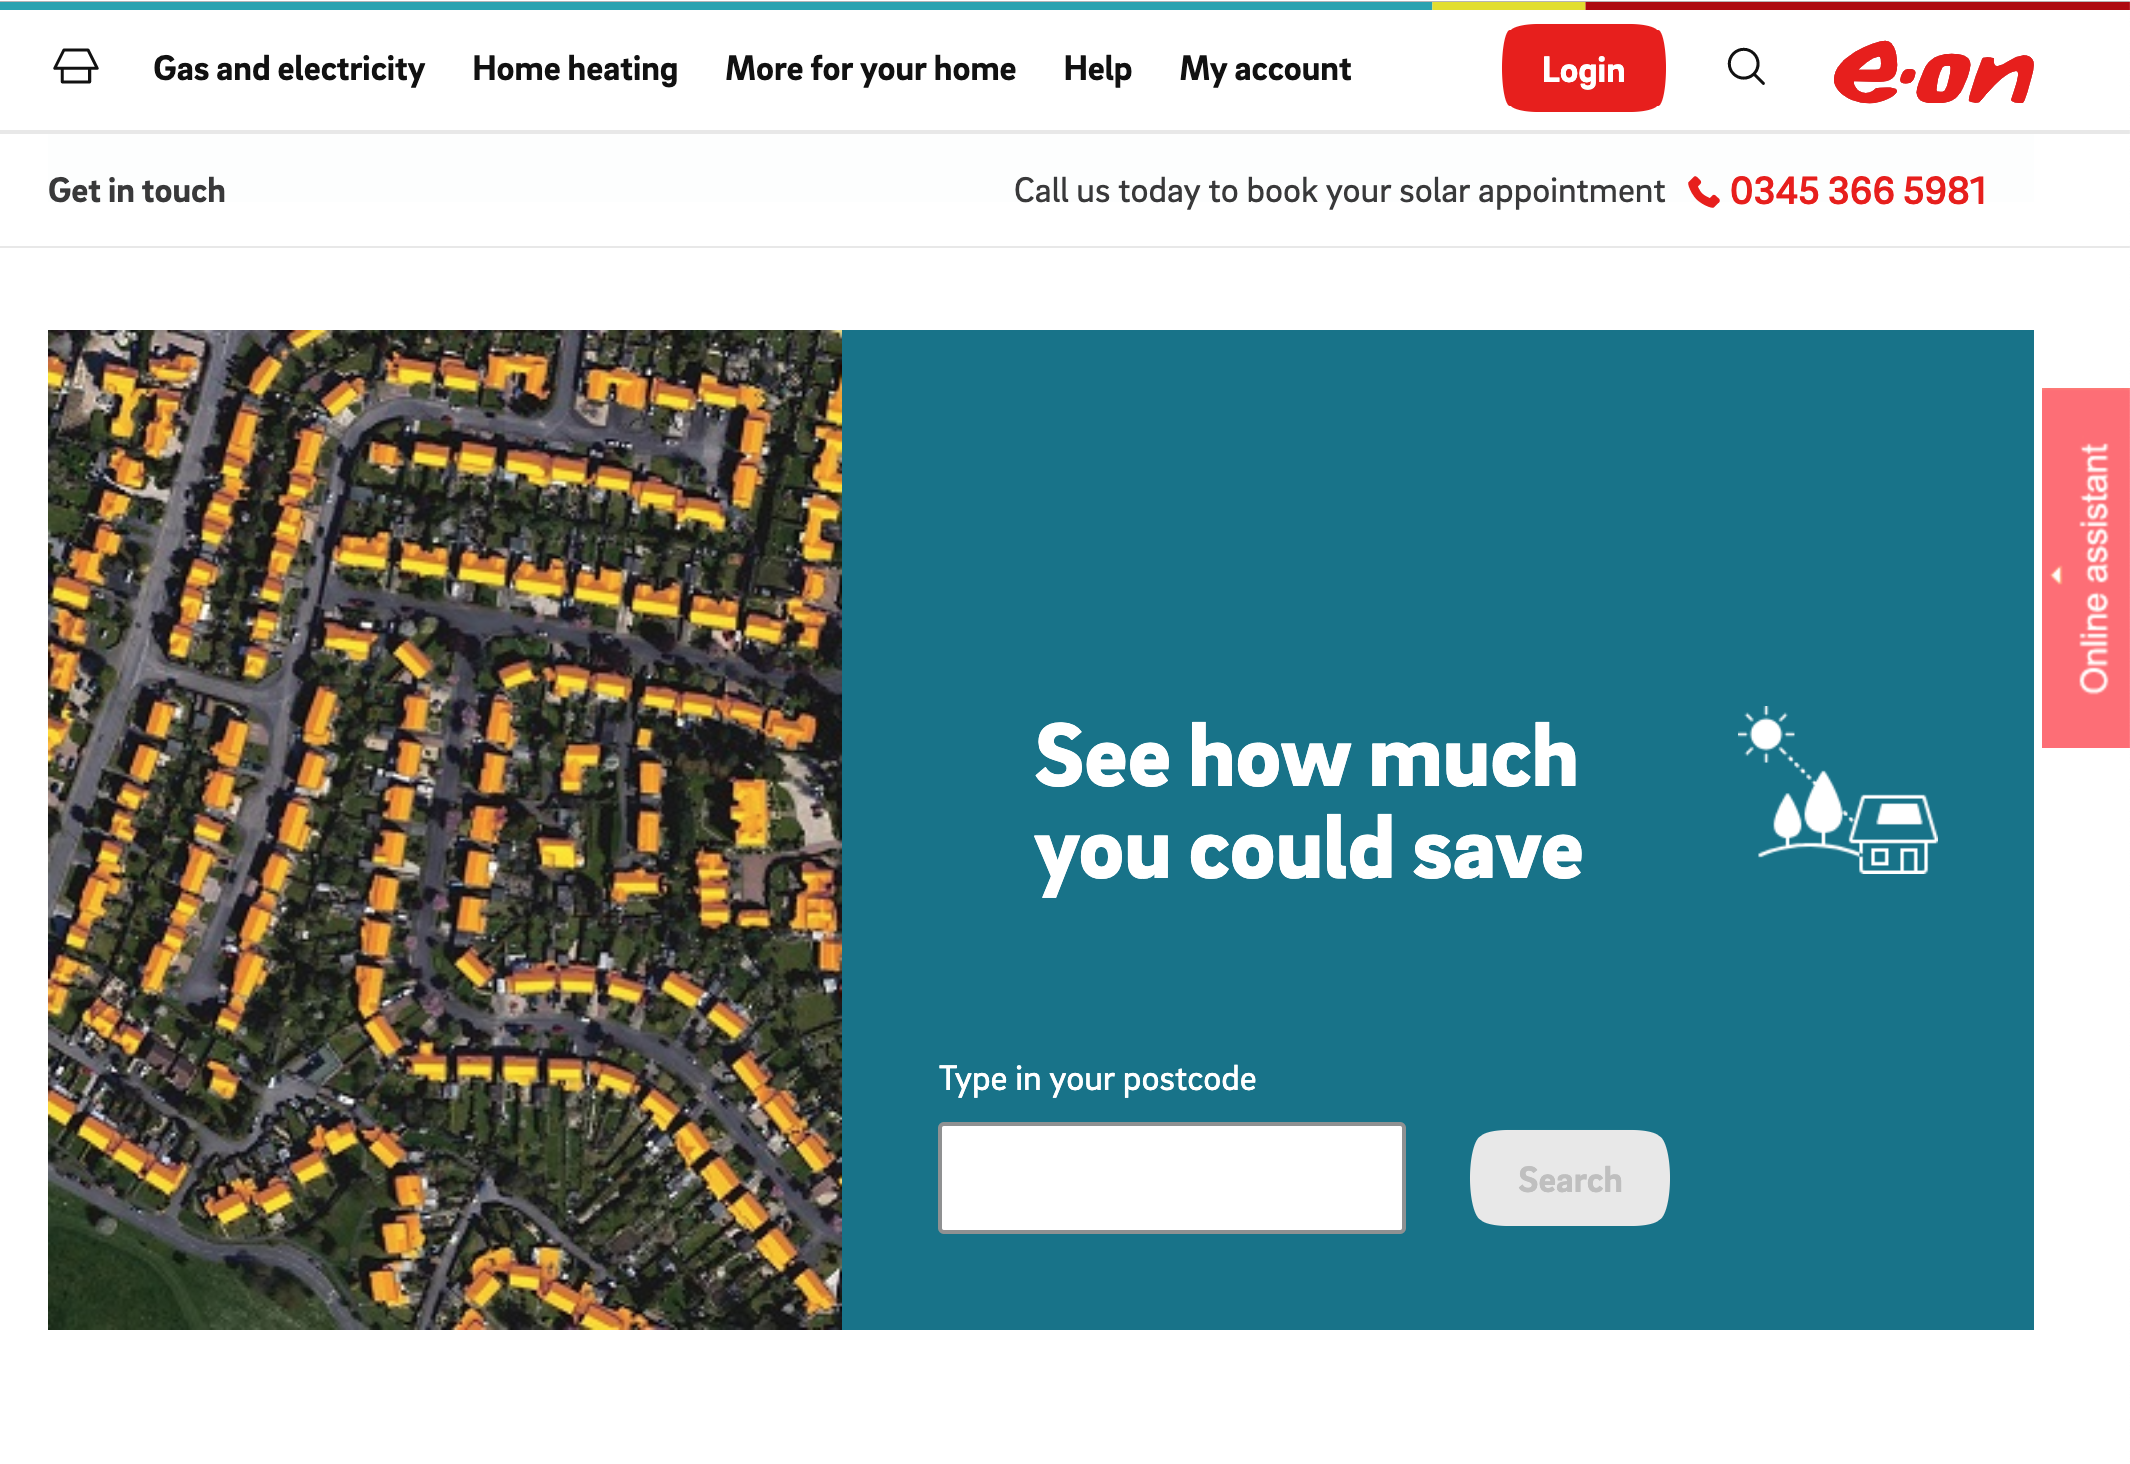 Gas and electricity Home heating More for your home Help My account Login e·on
Get in touch Call us today to book your solar appointment 0345 366 5981
Online assistant
See how much
you could save
Type in your postcode
Search